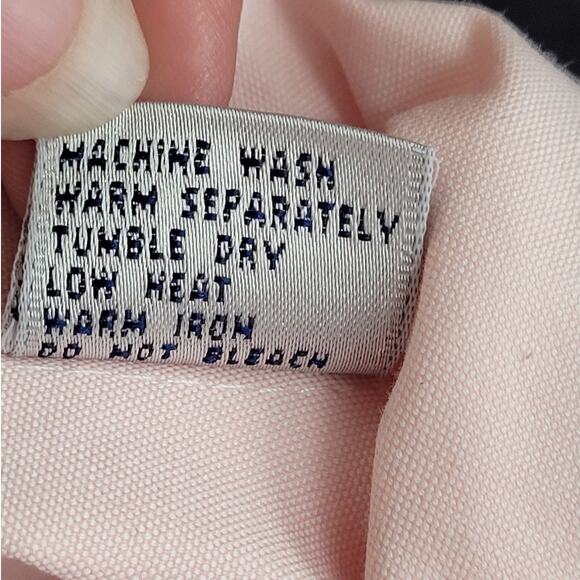 MACHINE WASH
WARM SEPARATELY
TUMBLE DRY
LOW HEAT
WARM IRON
DO NOT BLEACH